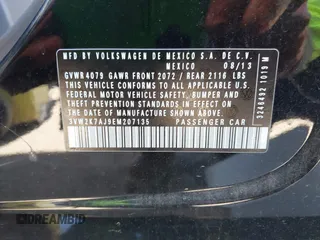 MFD BY VOLKSWAGEN DE MEXICO S.A. DE C.V.
MEXICO 08/13
GVWR 4079 GAWR FRONT 2072 / REAR 2116 LBS
THIS VEHICLE CONFORMS TO ALL APPLICABLE
FEDERAL MOTOR VEHICLE SAFETY, BUMPER AND
THEFT PREVENTION STANDARDS IN EFFECT ON THE
DATE OF MANUFACTURE SHOWN ABOVE.
3VW2K7AJ9EM207135 PASSENGER CAR
3246492 1019 M
DREAMBID